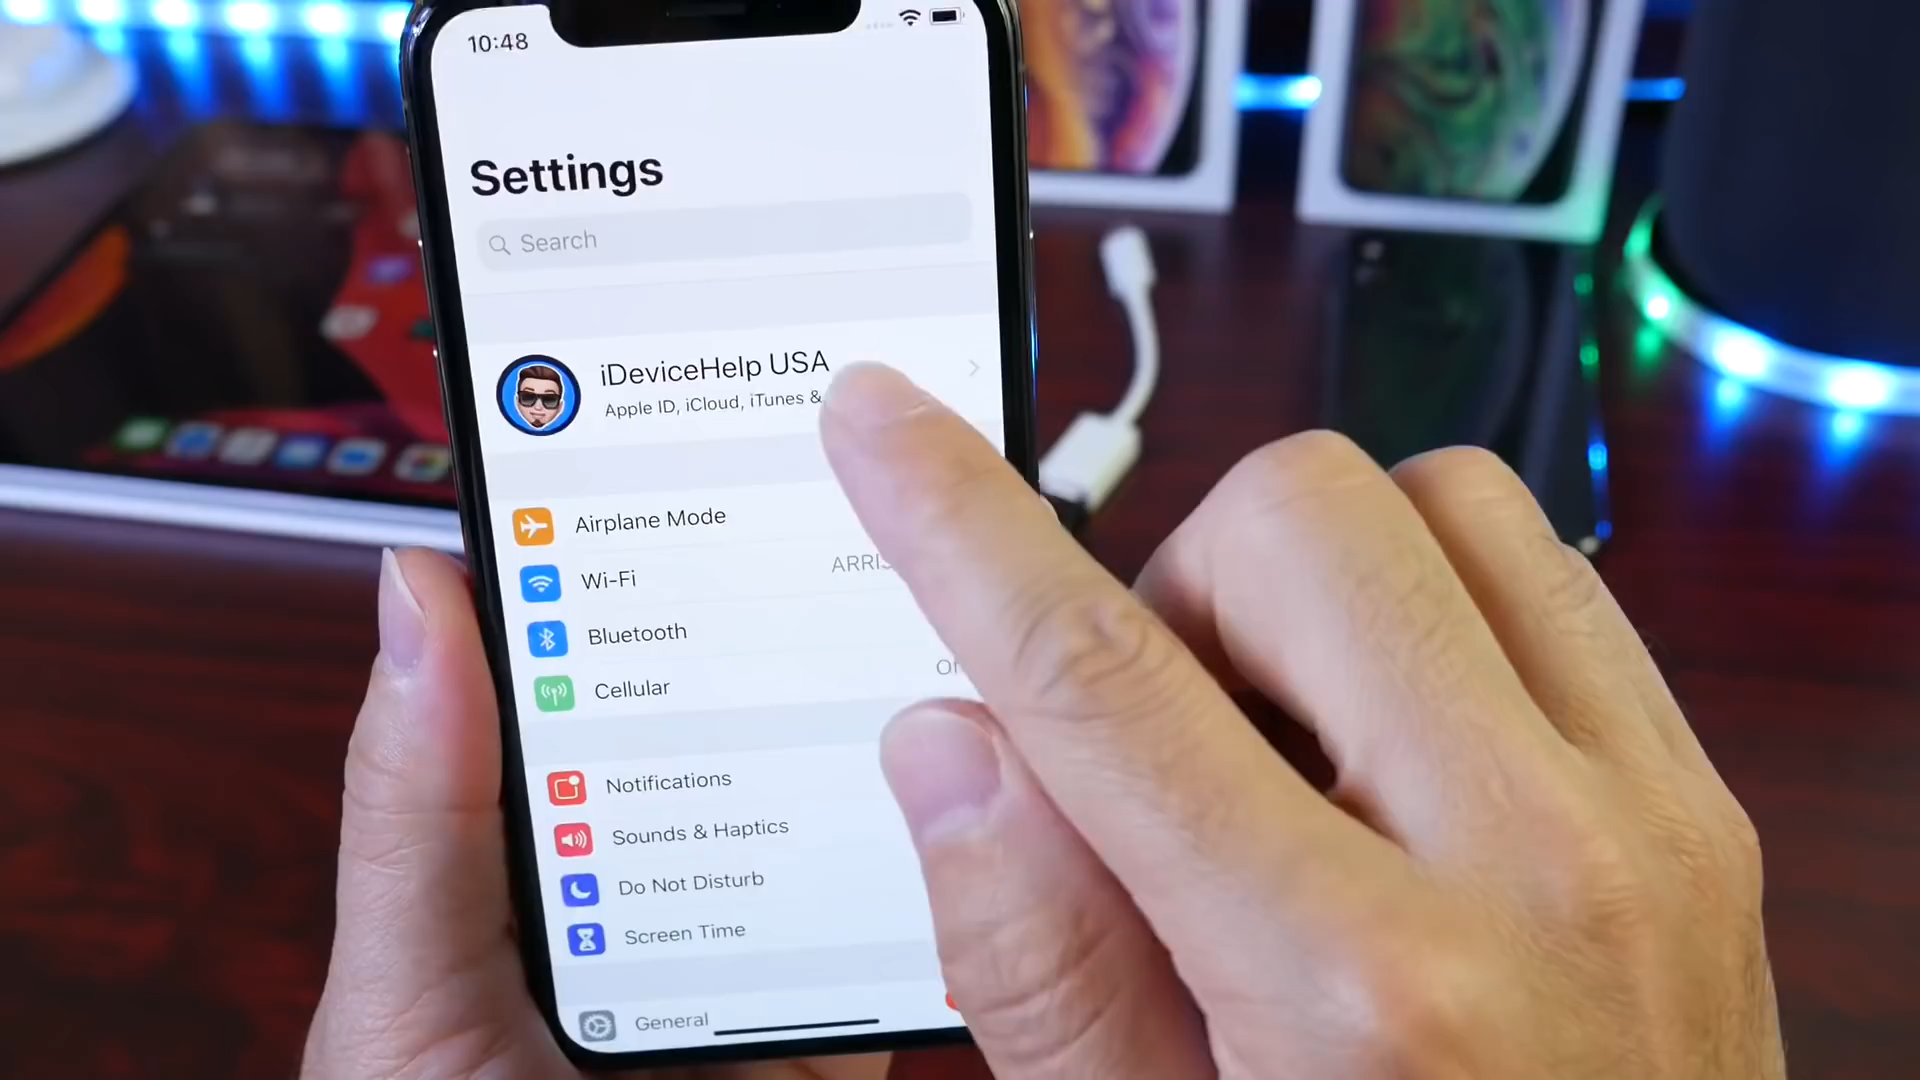 10:48
Settings
Search
iDeviceHelp USA
Apple ID, iCloud, iTunes &
Airplane Mode
Wi-Fi
Bluetooth
Cellular
Notifications
Sounds & Haptics
Do Not Disturb
Screen Time
General